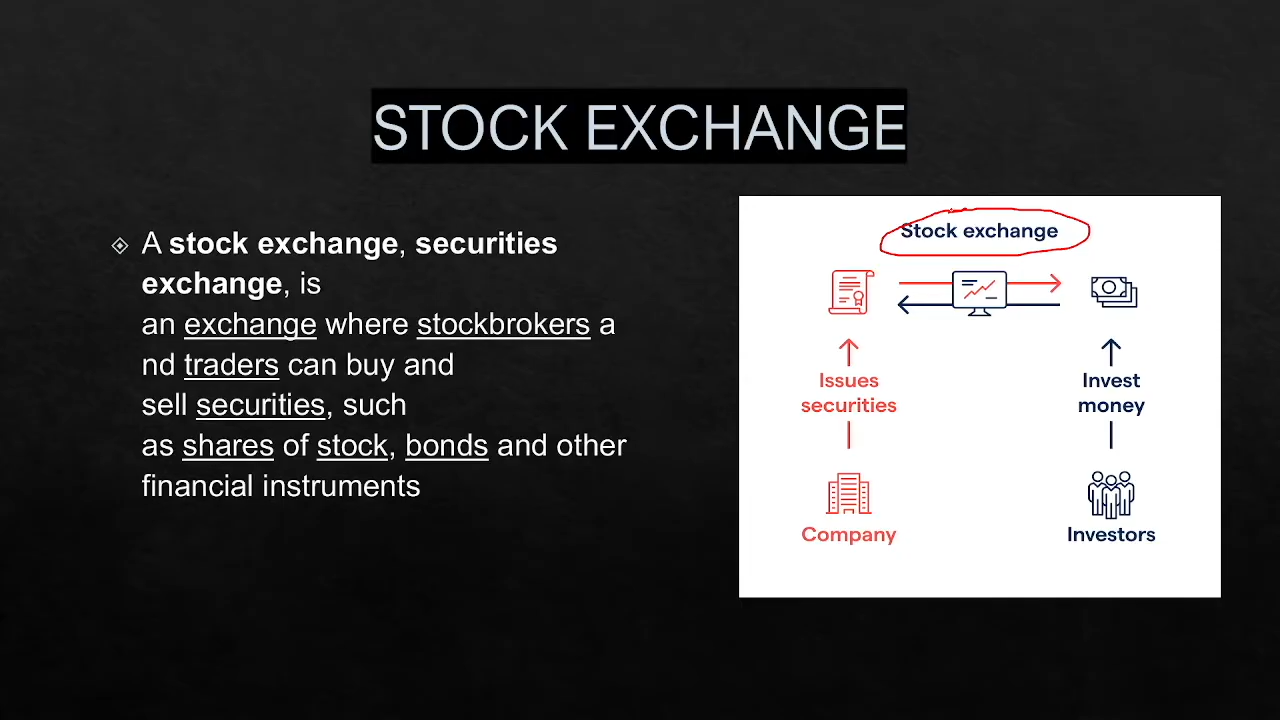 STOCK EXCHANGE
A stock exchange, securities
exchange, is
an exchange where stockbrokers a
nd traders can buy and
sell securities, such
as shares of stock, bonds and other
financial instruments
Stock exchange
Issues
securities
Invest
money
Company
Investors